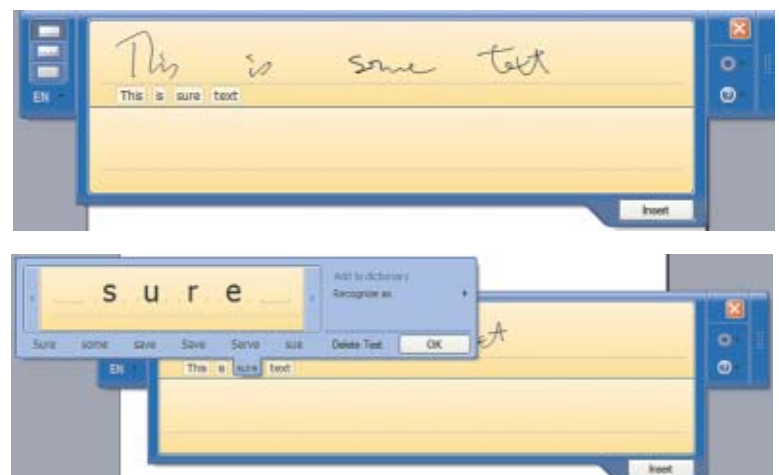 This is some text
EN
This is sure text
Insert
s u r e
Add to dictionary
Recognize as
Sure some save Save Serve sue Delete Text OK
EN
This is sure text
Insert